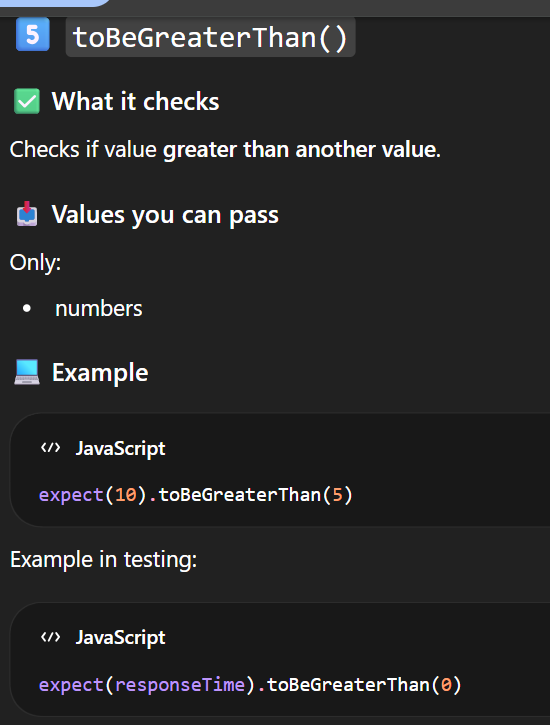 5 toBeGreaterThan()
✅ What it checks
Checks if value greater than another value.
📥 Values you can pass
Only:
• numbers
💻 Example
</> JavaScript
expect(10).toBeGreaterThan(5)
Example in testing:
</> JavaScript
expect(responseTime).toBeGreaterThan(0)